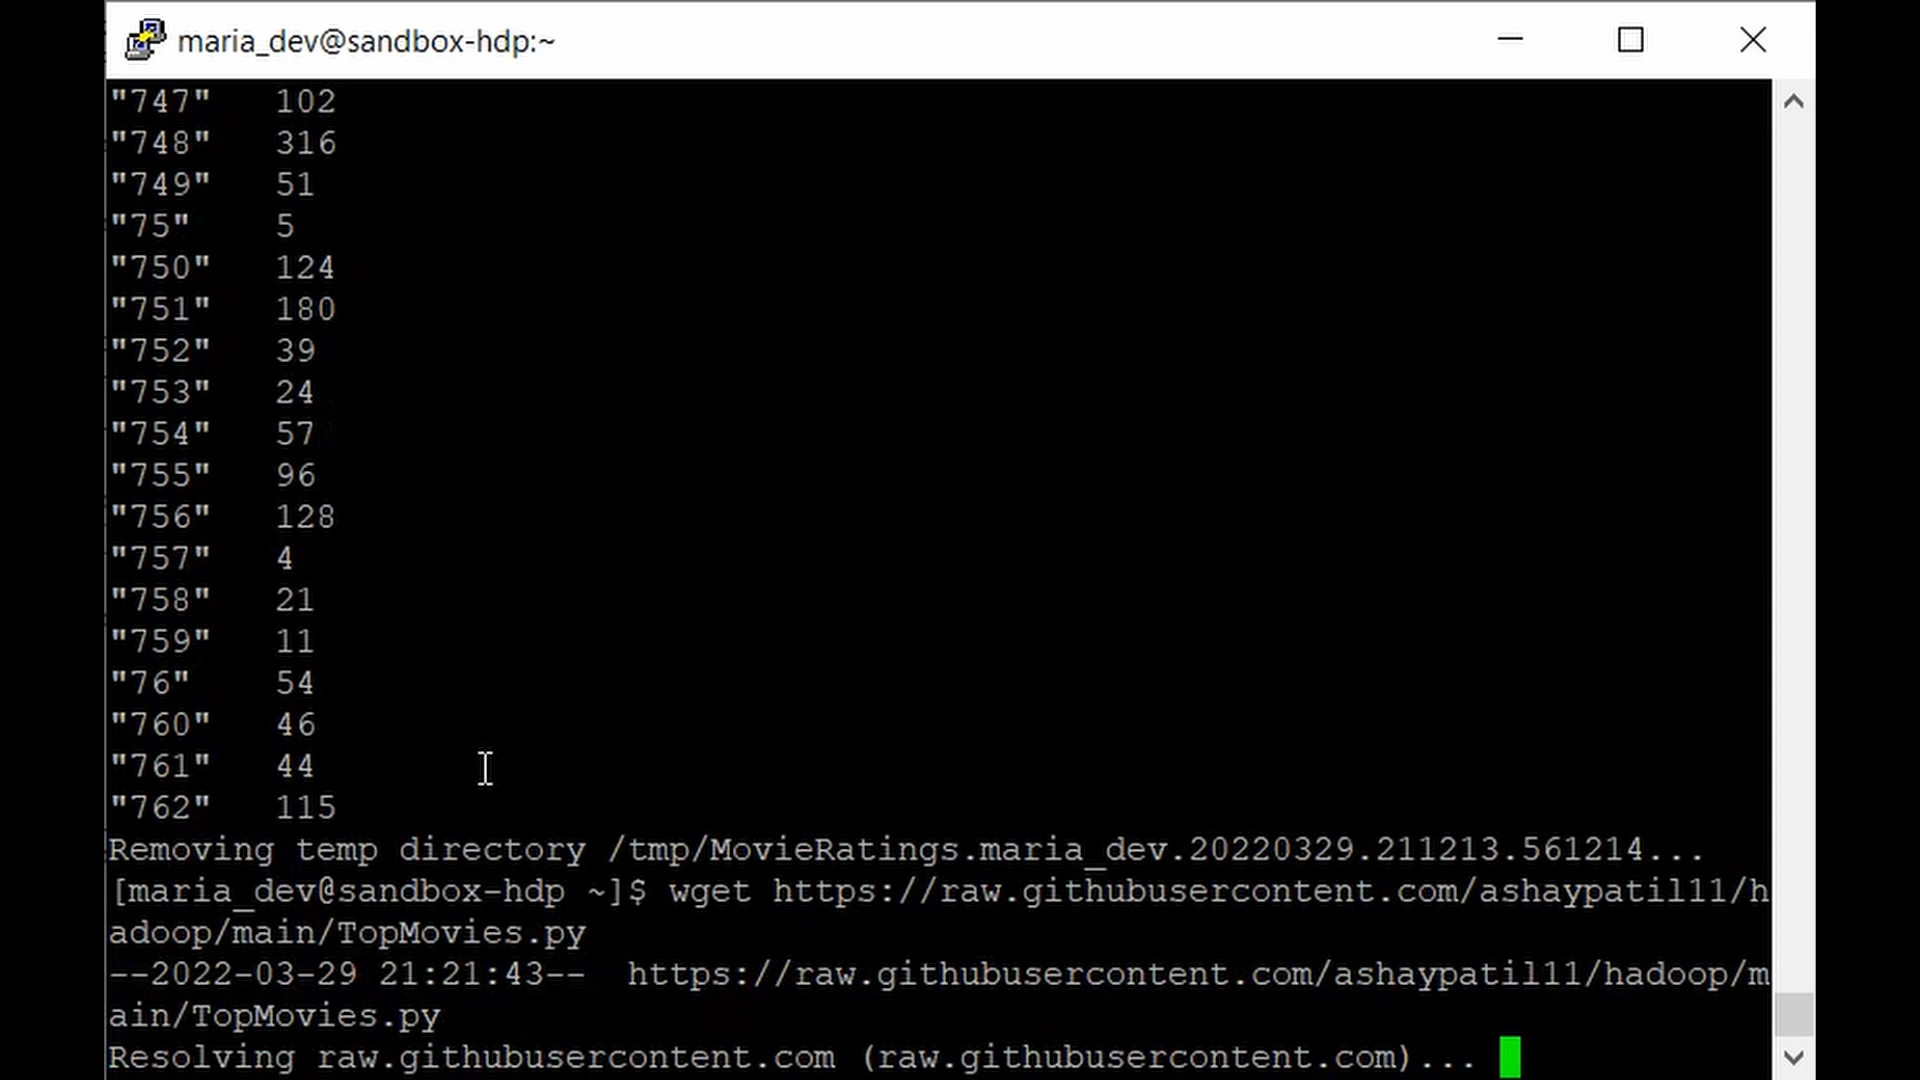 maria_dev@sandbox-hdp:~
"747" 102
"748" 316
"749" 51
"75" 5
"750" 124
"751" 180
"752" 39
"753" 24
"754" 57
"755" 96
"756" 128
"757" 4
"758" 21
"759" 11
"76" 54
"760" 46
"761" 44
"762" 115
Removing temp directory /tmp/MovieRatings.maria_dev.20220329.211213.561214...
[maria_dev@sandbox-hdp ~]$ wget https://raw.githubusercontent.com/ashaypatil11/h
adoop/main/TopMovies.py
--2022-03-29 21:21:43--  https://raw.githubusercontent.com/ashaypatil11/hadoop/m
ain/TopMovies.py
Resolving raw.githubusercontent.com (raw.githubusercontent.com)...